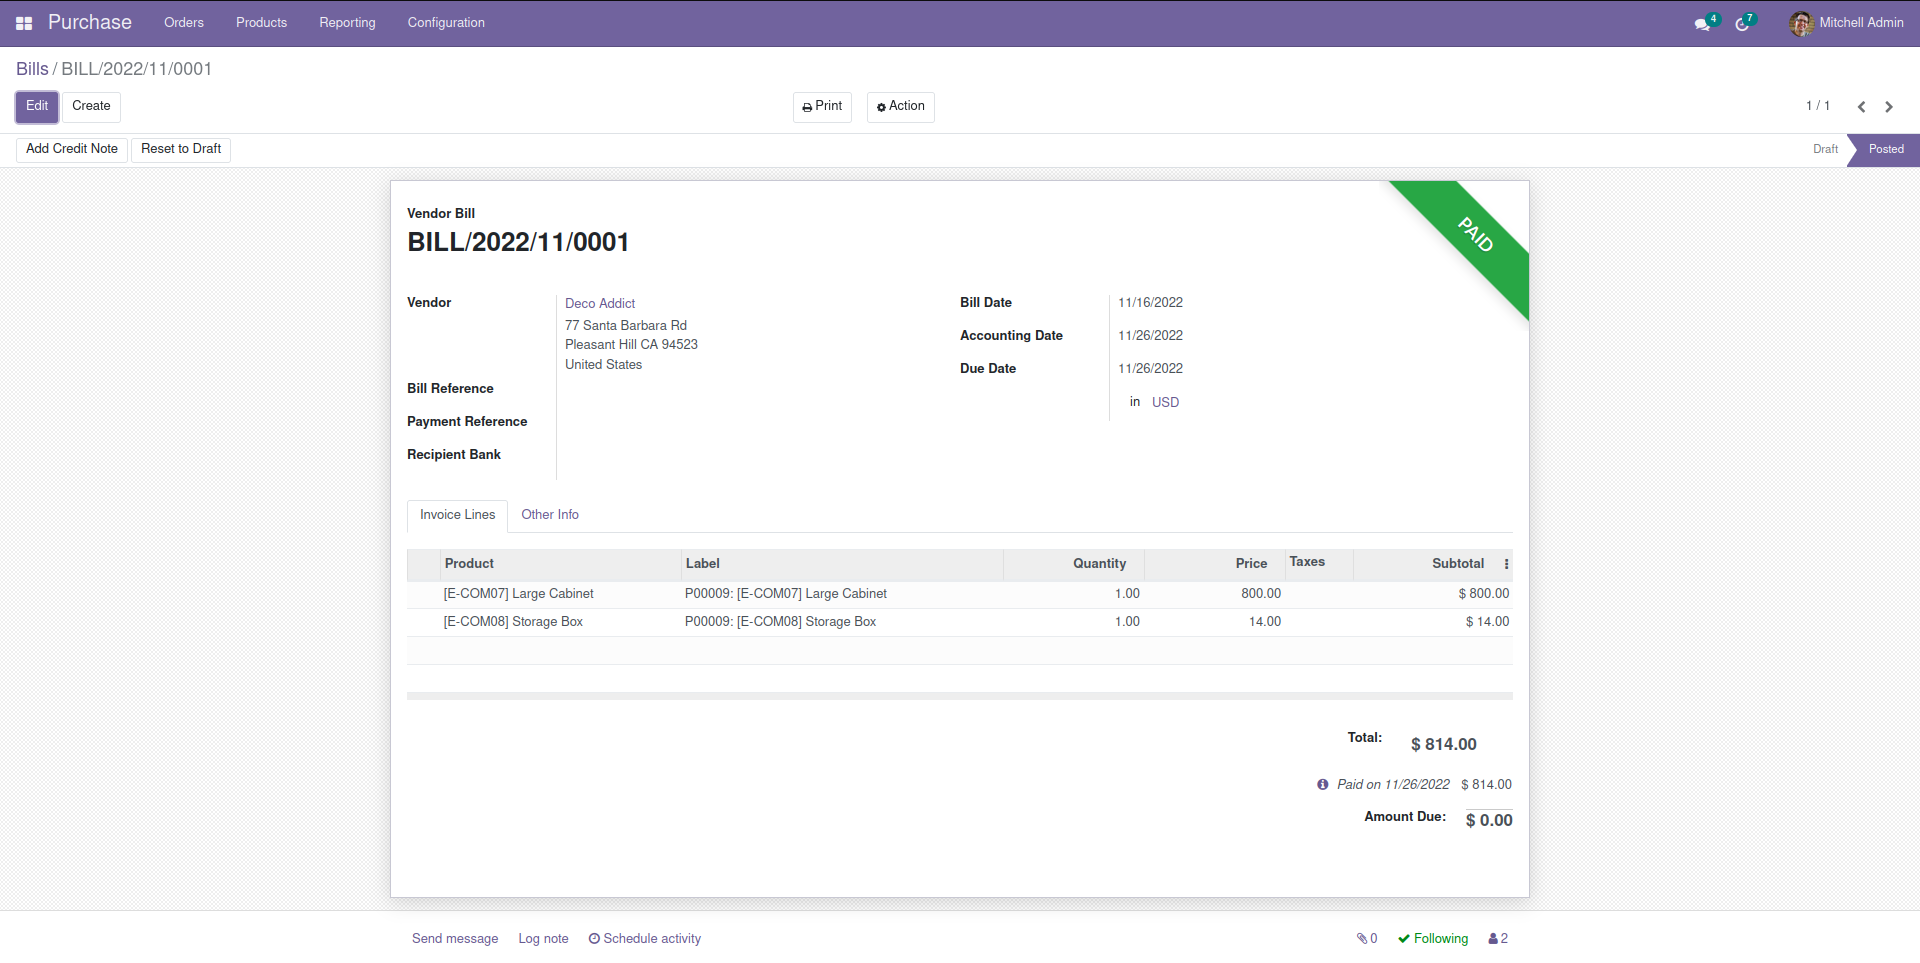 Purchase Orders Products Reporting Configuration 4 7 Mitchell Admin
Bills / BILL/2022/11/0001
Edit Create Print Action 1 / 1
Add Credit Note Reset to Draft Draft Posted
PAID
Vendor Bill
BILL/2022/11/0001
Vendor Deco Addict
77 Santa Barbara Rd
Pleasant Hill CA 94523
United States
Bill Reference
Payment Reference
Recipient Bank
Bill Date 11/16/2022
Accounting Date 11/26/2022
Due Date 11/26/2022
in USD
Invoice Lines Other Info
Product Label Quantity Price Taxes Subtotal
[E-COM07] Large Cabinet P00009: [E-COM07] Large Cabinet 1.00 800.00 $ 800.00
[E-COM08] Storage Box P00009: [E-COM08] Storage Box 1.00 14.00 $ 14.00
Total: $ 814.00
Paid on 11/26/2022 $ 814.00
Amount Due: $ 0.00
Send message Log note Schedule activity 0 Following 2